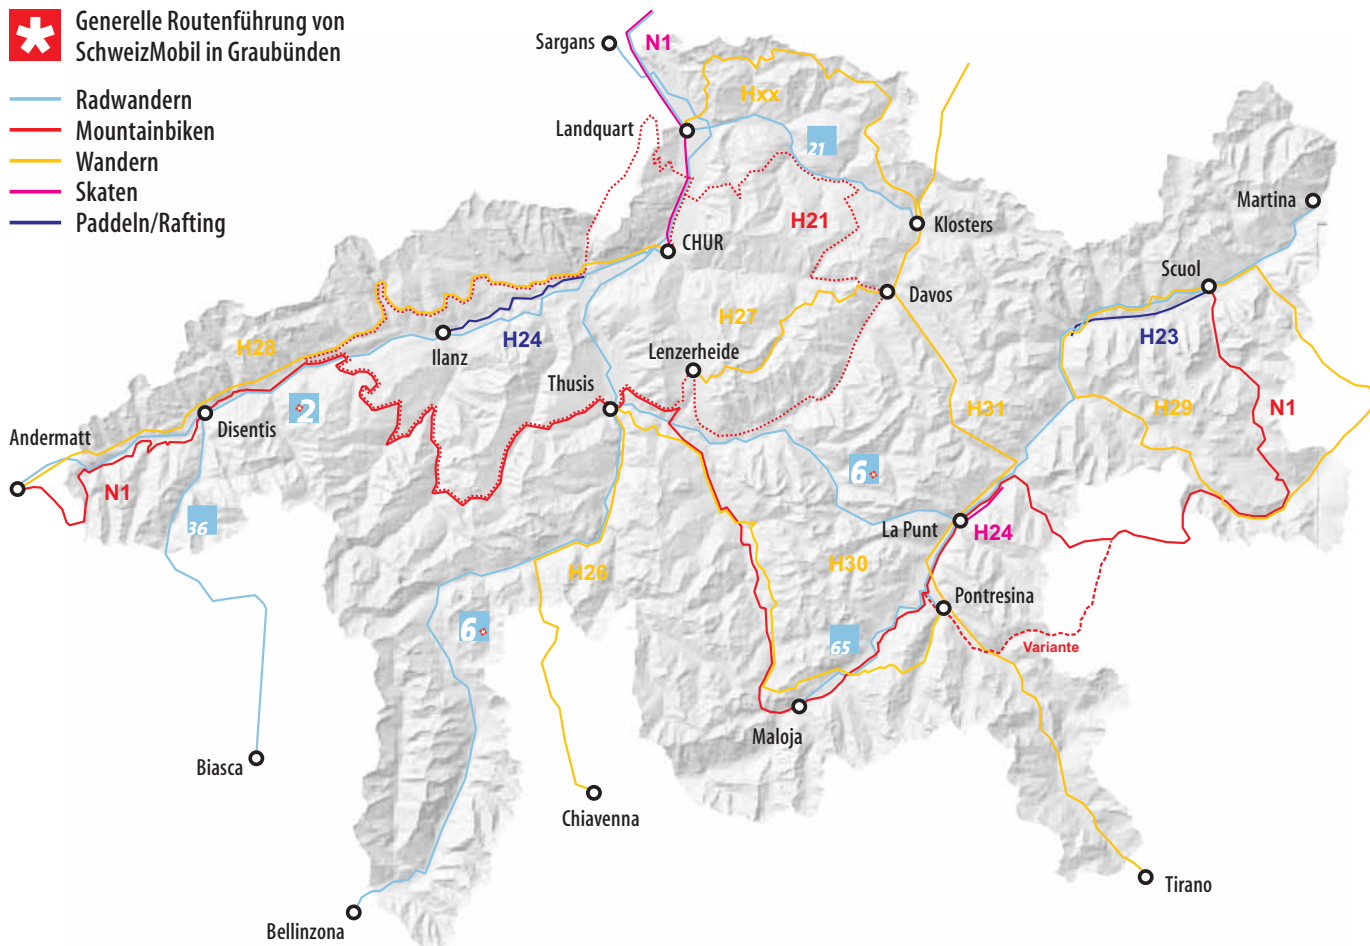 Generelle Routenführung von
SchweizMobil in Graubünden
Radwandern
Mountainbiken
Wandern
Skaten
Paddeln/Rafting
Sargans
N1
Hxx
Landquart
21
Martina
H21
Klosters
CHUR
Scuol
Davos
H27
H23
H24
Ilanz
H28
Lenzerheide
Thusis
H31
H29
N1
2
Disentis
Andermatt
6
N1
36
La Punt
H24
H30
H26
Pontresina
6
65
Variante
Maloja
Biasca
Chiavenna
Tirano
Bellinzona